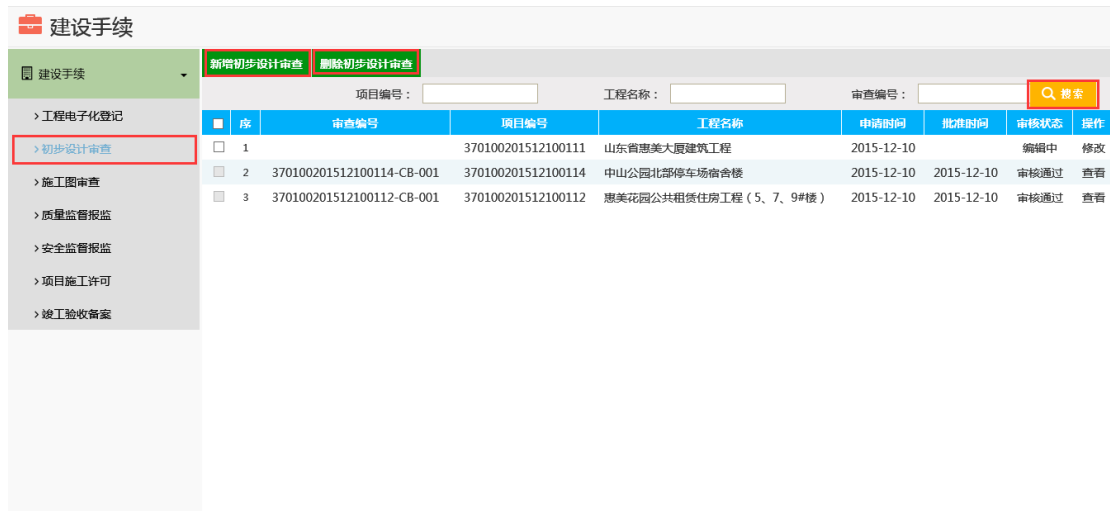 建设手续
建设手续
>工程电子化登记
>初步设计审查
>施工图审查
>质量监督报监
>安全监督报监
>项目施工许可
>竣工验收备案
新增初步设计审查 删除初步设计审查
项目编号： 工程名称： 审查编号： 搜索
序 审查编号 项目编号 工程名称 申请时间 批准时间 审核状态 操作
1 370100201512100111 山东省惠美大厦建筑工程 2015-12-10 编辑中 修改
2 370100201512100114-CB-001 370100201512100114 中山公园北部停车场宿舍楼 2015-12-10 2015-12-10 审核通过 查看
3 370100201512100112-CB-001 370100201512100112 惠美花园公共租赁住房工程（5、7、9#楼） 2015-12-10 2015-12-10 审核通过 查看